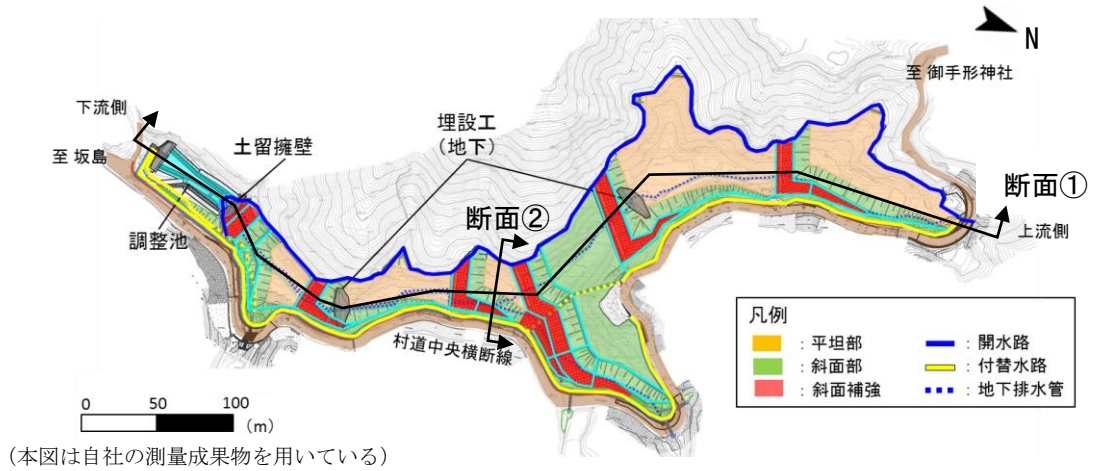 N
至 御手形神社
下流側
至 坂島
土留擁壁
埋設工
(地下)
断面①
上流側
断面②
調整池
村道中央横断線
凡例
：平坦部
：開水路
：斜面部
：付替水路
：斜面補強
：地下排水管
0 50 100
(m)
(本図は自社の測量成果物を用いている)